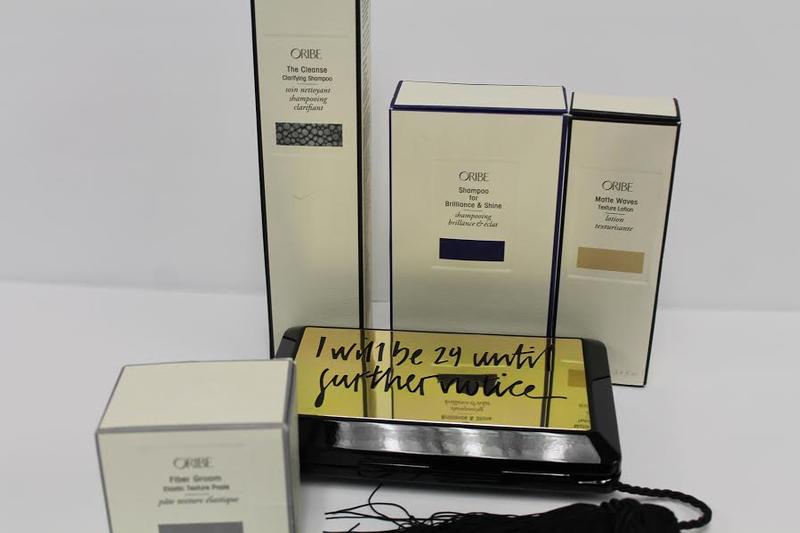 ORIBE
The Cleanse
Clarifying Shampoo
soin nettoyant
shampooing
clarifiant
ORIBE
Shampoo
for
Brilliance & Shine
shampooing
brillance & éclat
ORIBE
Matte Waves
Texture Lotion
lotion
texturisante
I will be 29 until
further notice
ORIBE
Fiber Groom
Elastic Texture Paste
pâte texture élastique